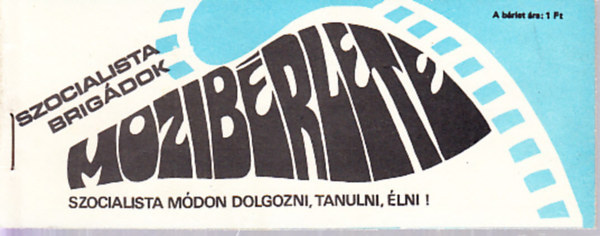 A bérlet ára: 1 Ft
SZOCIALISTA
BRIGÁDOK
MOZIBÉRLETE
SZOCIALISTA MÓDON DOLGOZNI, TANULNI, ÉLNI !